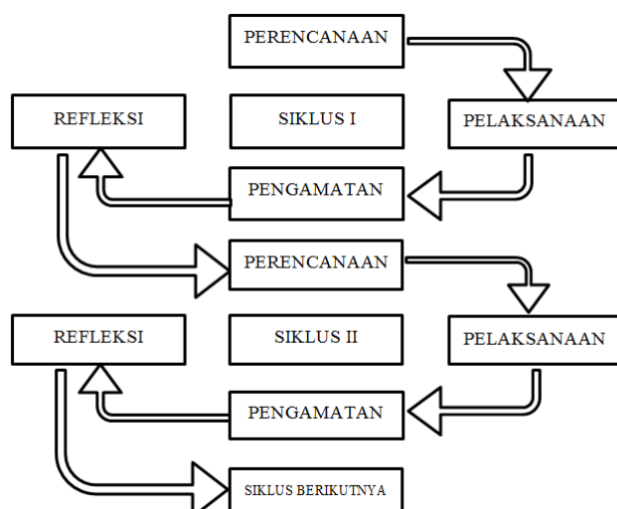 PERENCANAAN
REFLEKSI
SIKLUS I
PELAKSANAAN
PENGAMATAN
PERENCANAAN
REFLEKSI
SIKLUS II
PELAKSANAAN
PENGAMATAN
SIKLUS BERIKUTNYA